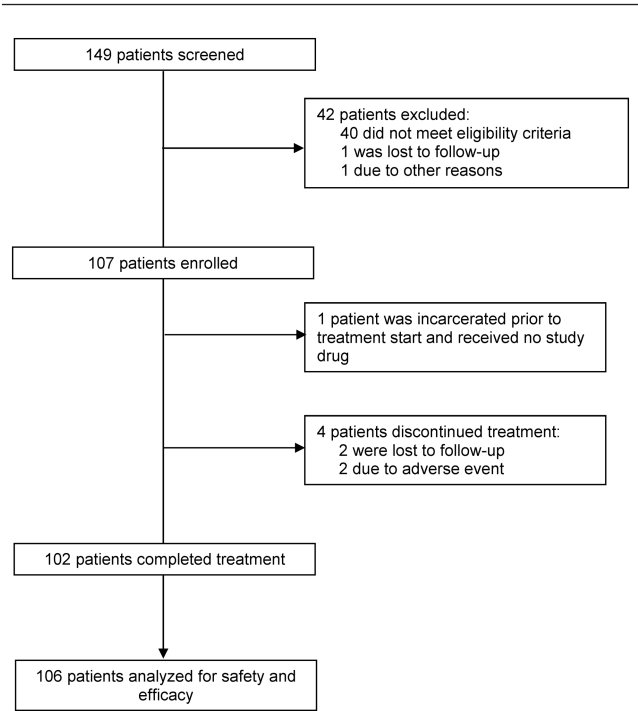 149 patients screened
42 patients excluded:
40 did not meet eligibility criteria
1 was lost to follow-up
1 due to other reasons
107 patients enrolled
1 patient was incarcerated prior to
treatment start and received no study
drug
4 patients discontinued treatment:
2 were lost to follow-up
2 due to adverse event
102 patients completed treatment
106 patients analyzed for safety and
efficacy